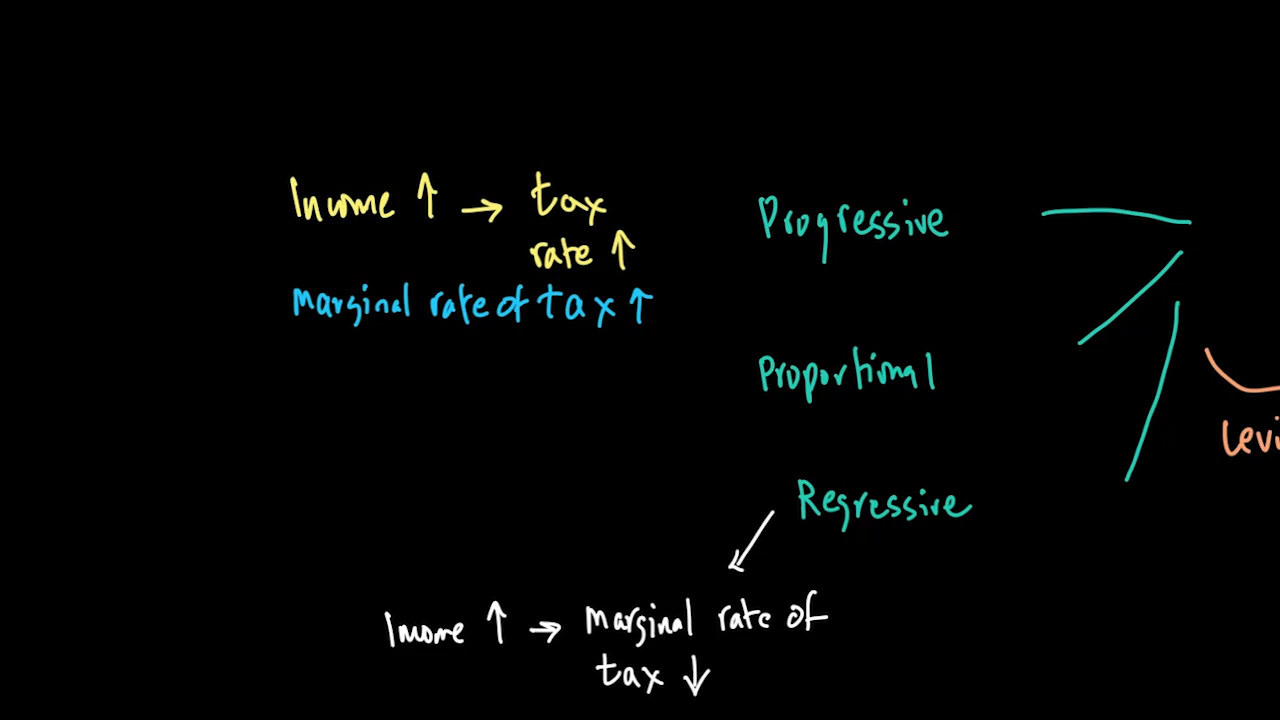 Income ↑ → tax
rate ↑
Marginal rate of tax ↑
Progressive
Proportional
Regressive
Income ↑ → Marginal rate of
tax ↓